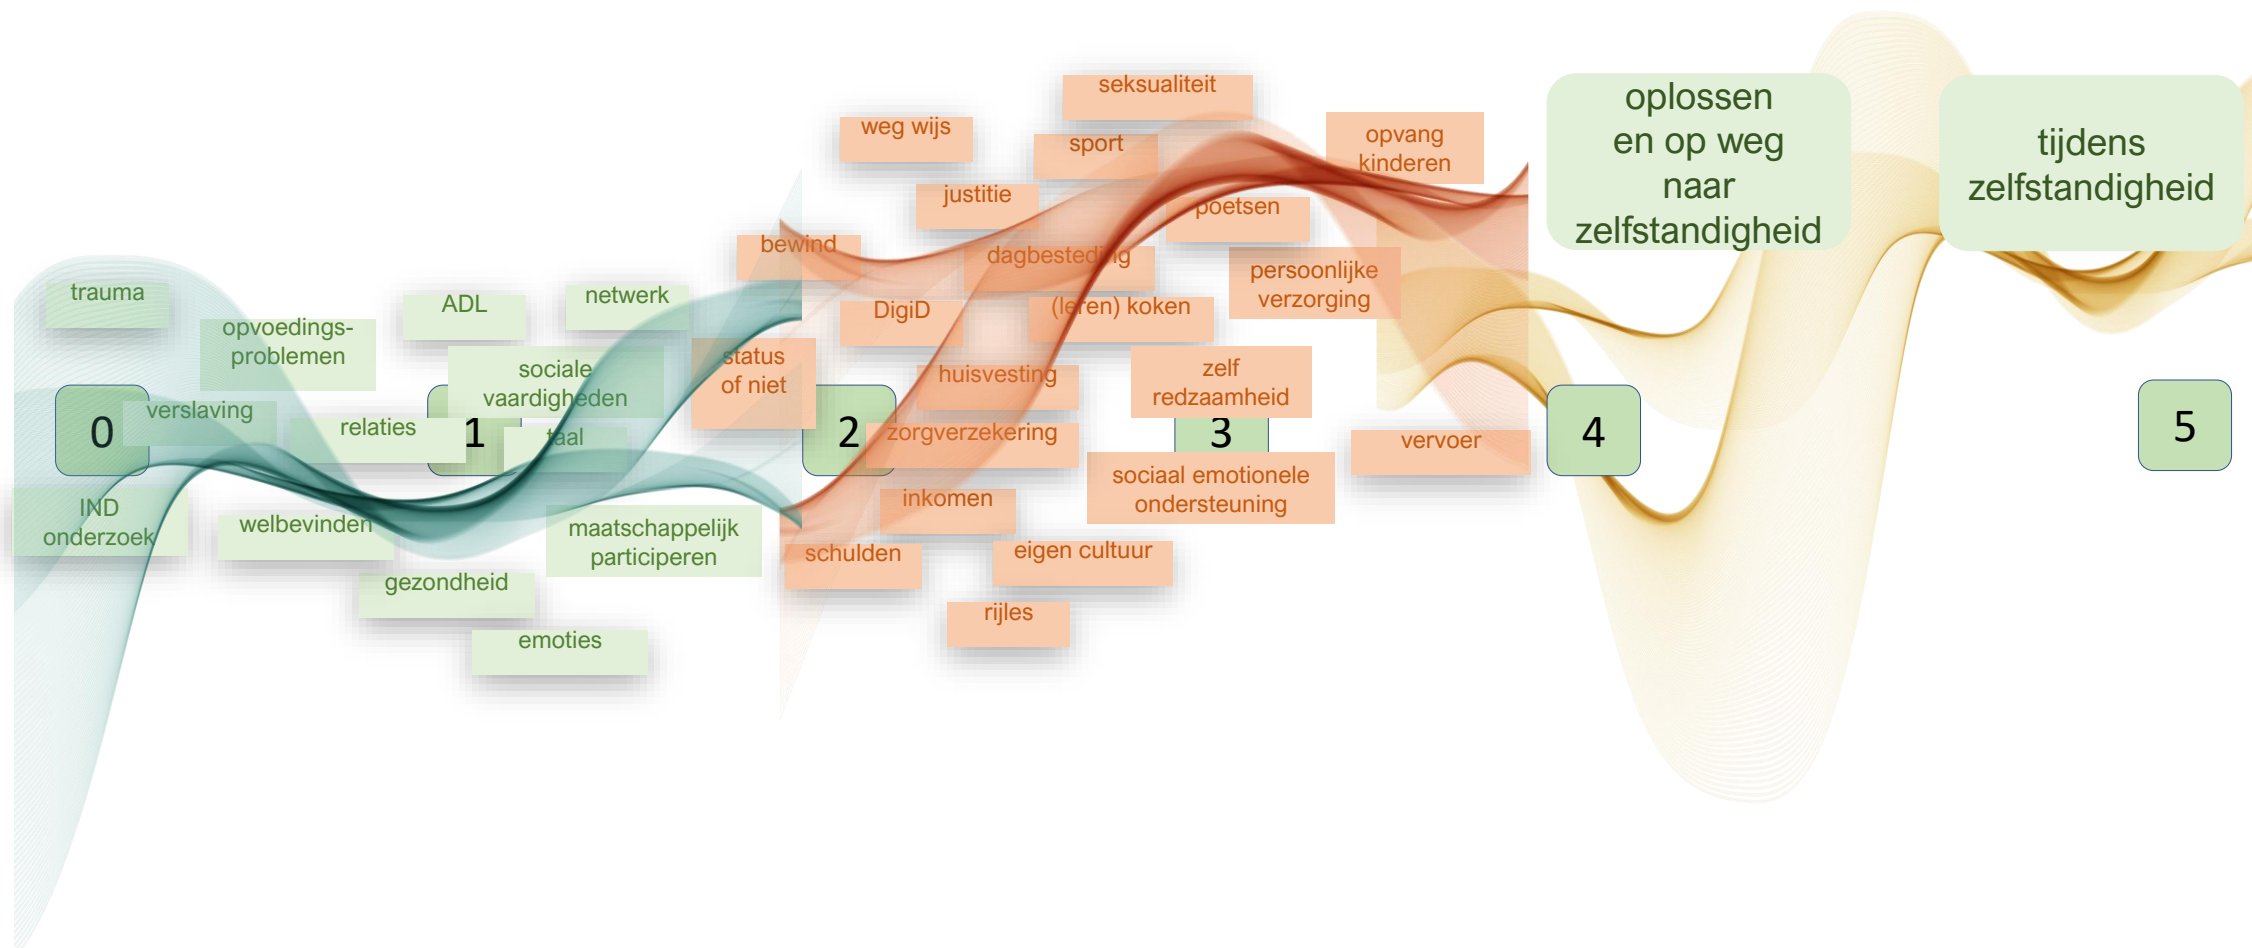 trauma
opvoedings-
problemen
ADL
netwerk
sociale
vaardigheden
0
verslaving
relaties
1
taal
IND
onderzoek
welbevinden
maatschappelijk
participeren
gezondheid
emoties
seksualiteit
weg wijs
sport
opvang
kinderen
justitie
poetsen
bewind
dagbesteding
persoonlijke
verzorging
DigiD
(leren) koken
status
of niet
huisvesting
zelf
redzaamheid
2
zorgverzekering
3
vervoer
sociaal emotionele
ondersteuning
inkomen
schulden
eigen cultuur
rijles
oplossen
en op weg
naar
zelfstandigheid
4
tijdens
zelfstandigheid
5